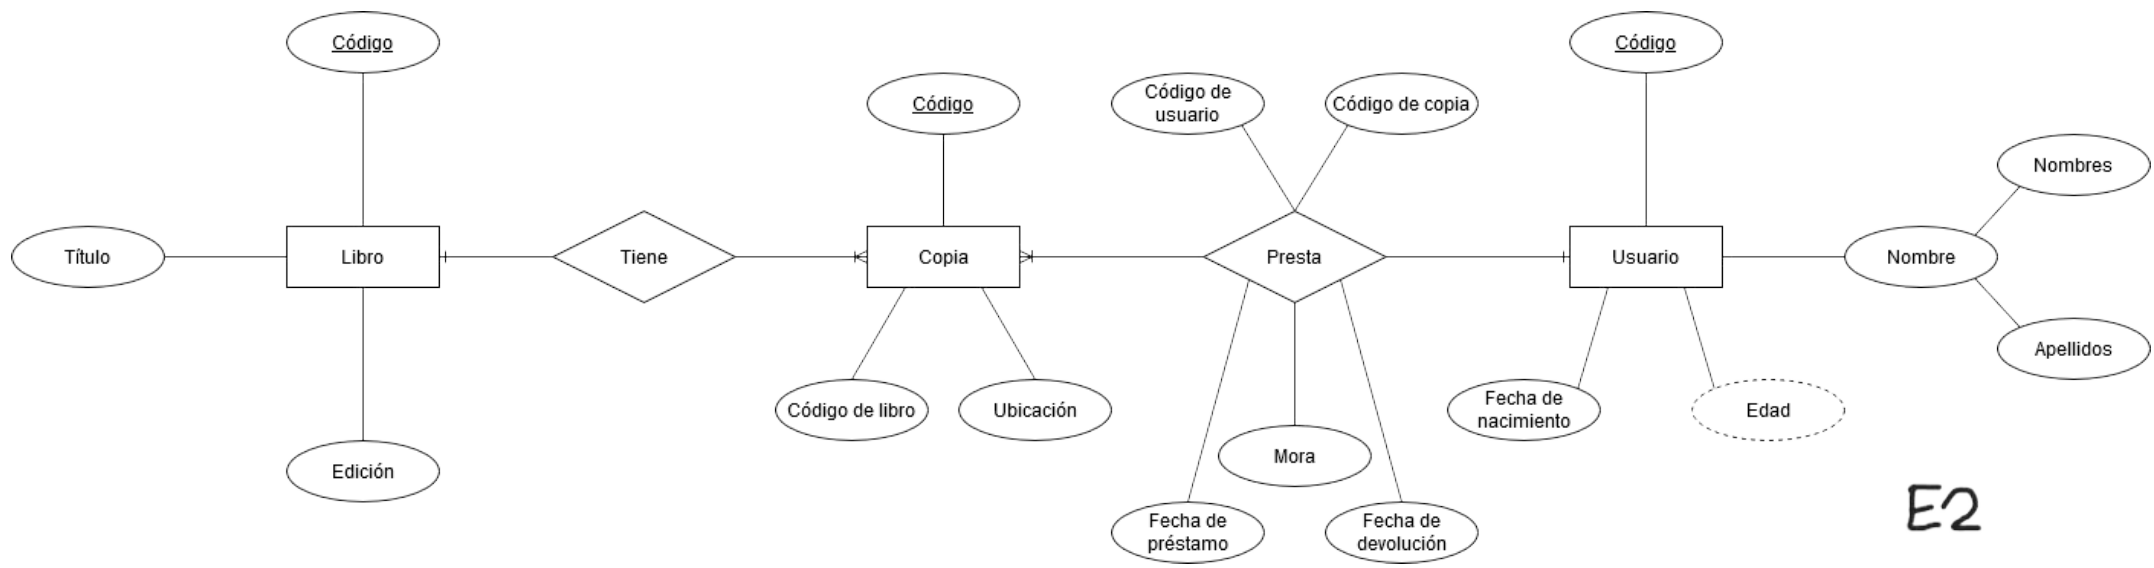 Código
Código
Código
Código de
usuario
Código de copia
Nombres
Título
Libro
Tiene
Copia
Presta
Usuario
Nombre
Apellidos
Código de libro
Ubicación
Fecha de
nacimiento
Edad
Edición
Mora
Fecha de
préstamo
Fecha de
devolución
E2